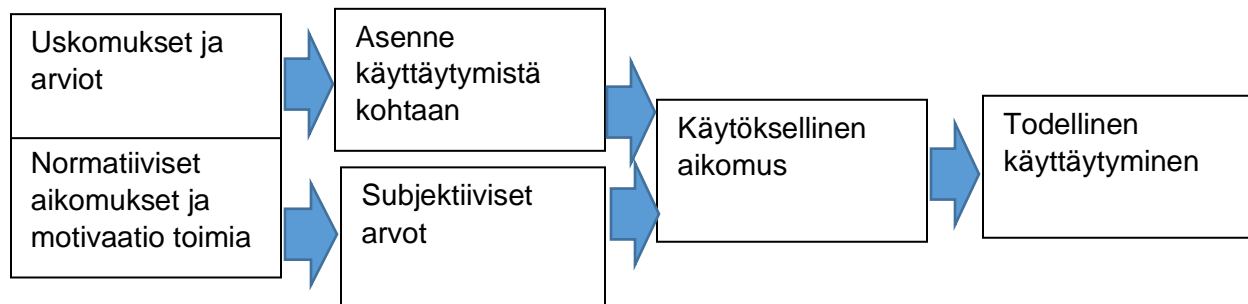 Uskomukset ja
arviot
Normatiiviset
aikomukset ja
motivaatio toimia
Asenne
käyttäytymistä
kohtaan
Subjektiiviset
arvot
Käytöksellinen
aikomus
Todellinen
käyttäytyminen